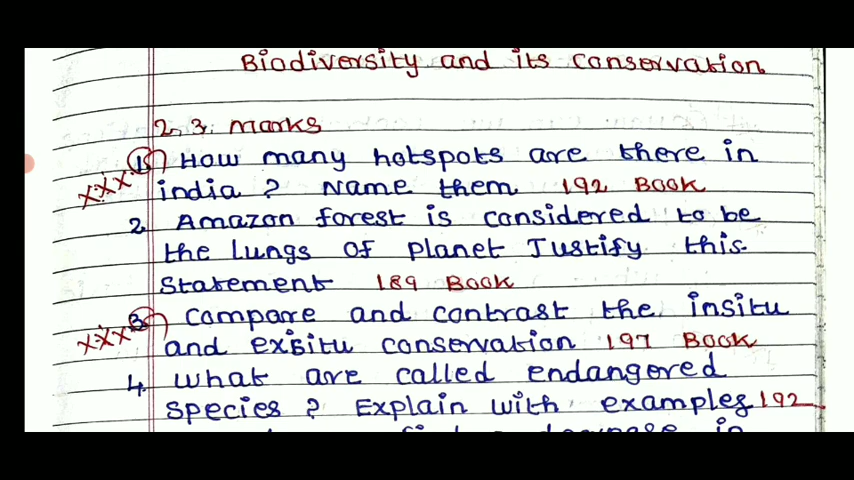 Biodiversity and its conservation
2, 3. marks
xxx 1) How many hotspots are there in
india ? Name them 192 Book
2. Amazon forest is considered to be
the lungs of planet Justify this
Statement 189 Book
xxx 3) compare and contrast the insitu
and exsitu conservation 197 Book
4. what are called endangered
species ? Explain with examples 192
in